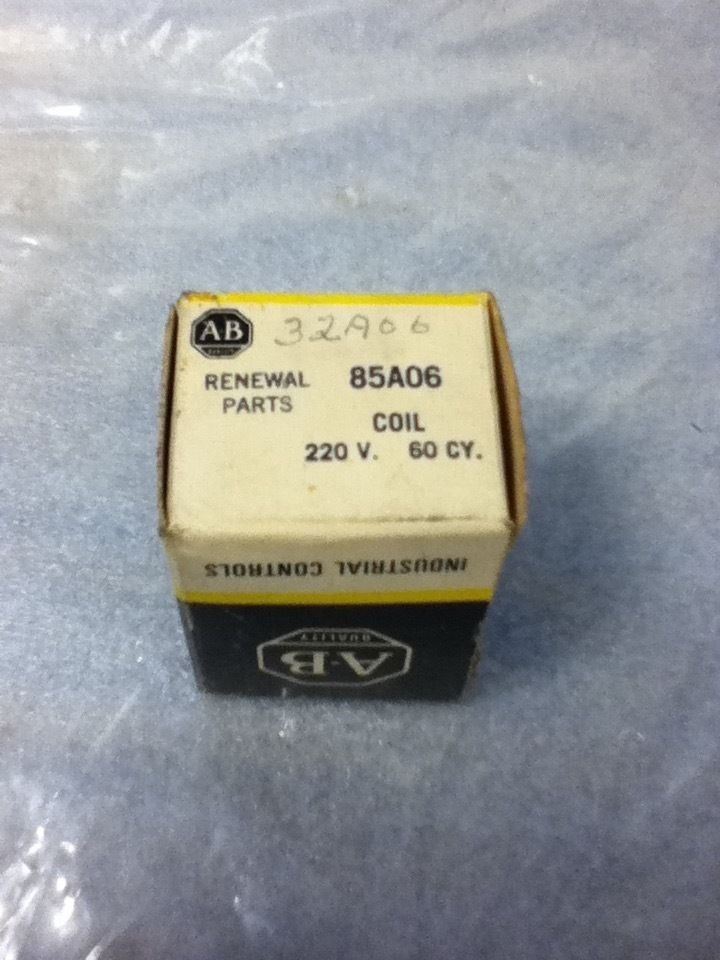 AB 32A06
RENEWAL 85A06
PARTS
COIL
220 V. 60 CY.
INDUSTRIAL CONTROLS
A-B
QUALITY